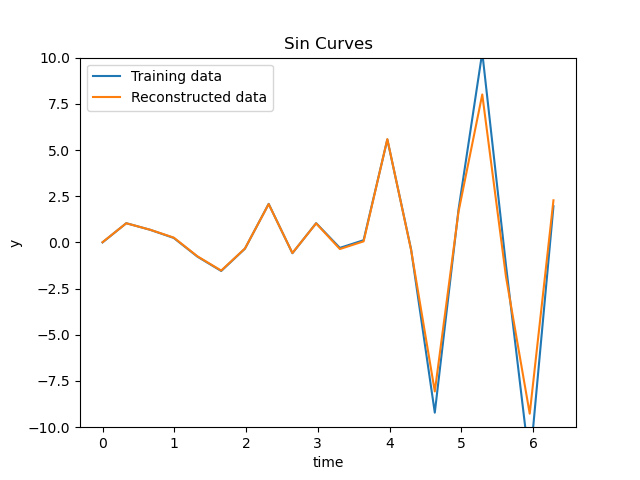 Sin Curves
Training data
Reconstructed data
10.0
7.5
5.0
2.5
0.0
−2.5
−5.0
−7.5
−10.0
y
0 1 2 3 4 5 6
time